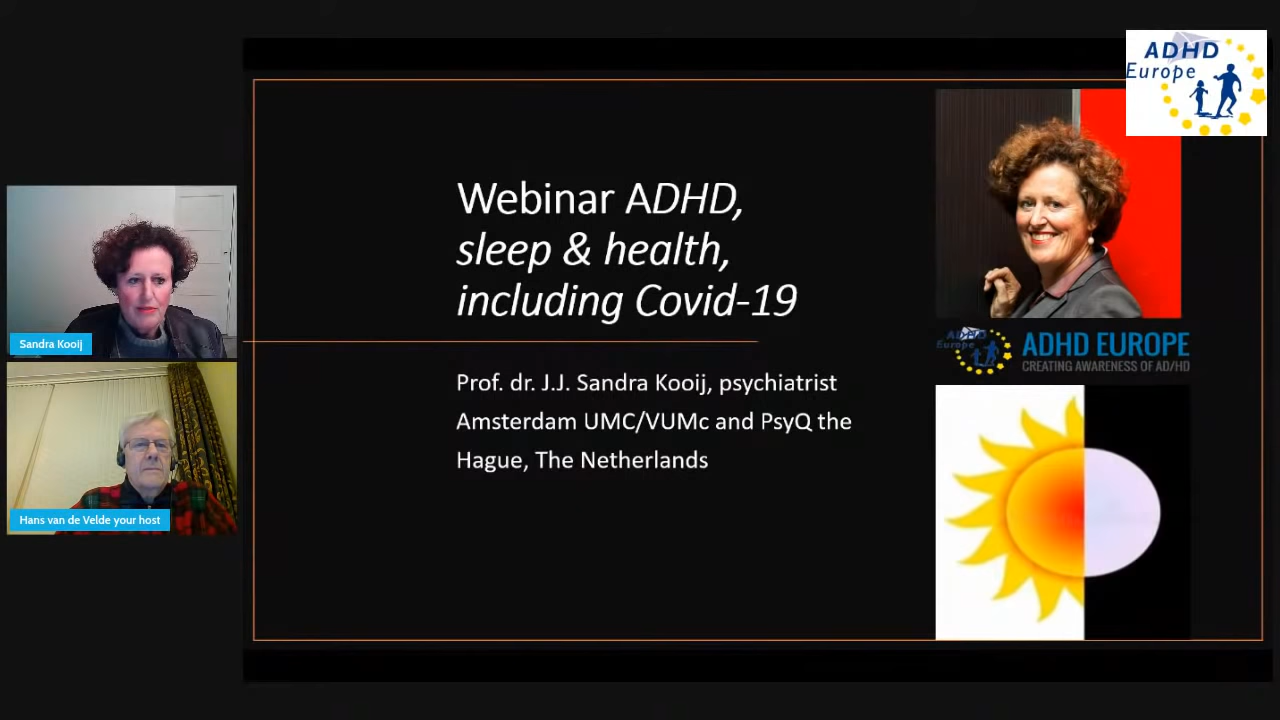 ADHD
Europe
Webinar ADHD,
sleep & health,
including Covid-19
Prof. dr. J.J. Sandra Kooij, psychiatrist
Amsterdam UMC/VUMc and PsyQ the
Hague, The Netherlands
ADHD
Europe
ADHD EUROPE
CREATING AWARENESS OF AD/HD
Sandra Kooij
Hans van de Velde your host